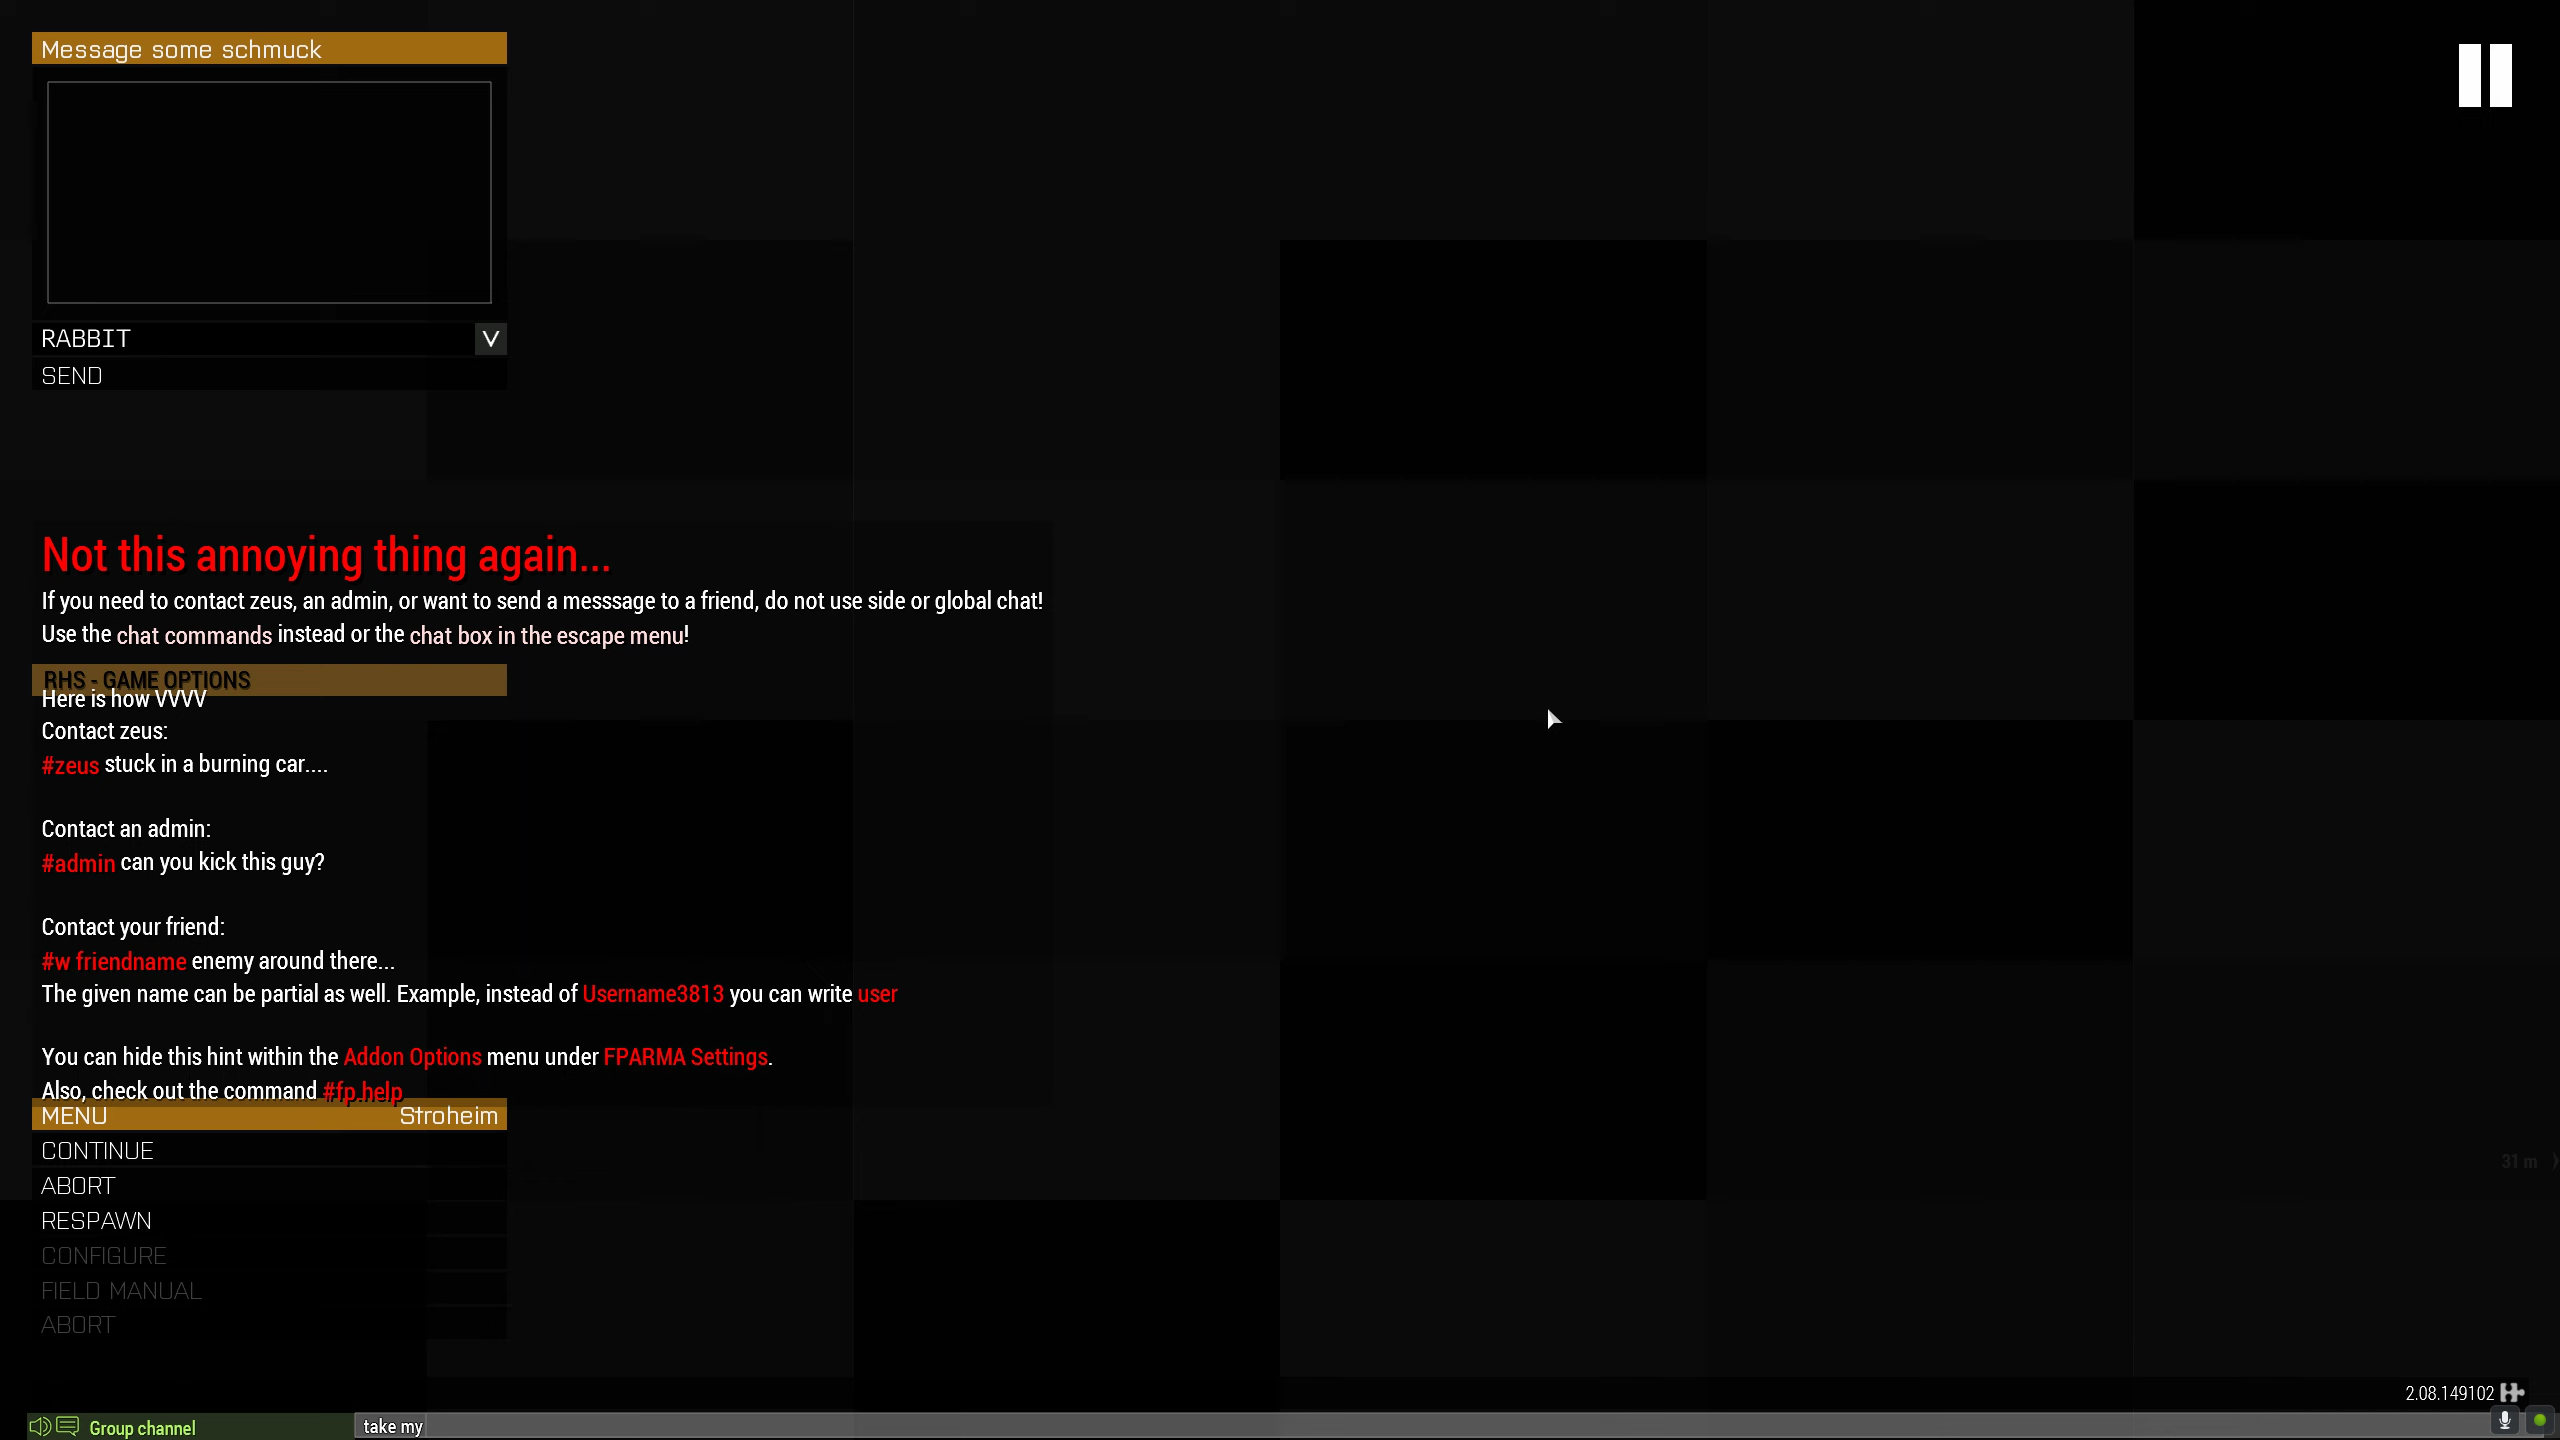 Message some schmuck
RABBIT V
SEND
Not this annoying thing again...
If you need to contact zeus, an admin, or want to send a messsage to a friend, do not use side or global chat!
Use the chat commands instead or the chat box in the escape menu!
RHS - GAME OPTIONS
Here is how VVVV
Contact zeus:
#zeus stuck in a burning car....
Contact an admin:
#admin can you kick this guy?
Contact your friend:
#w friendname enemy around there...
The given name can be partial as well. Example, instead of Username3813 you can write user
You can hide this hint within the Addon Options menu under FPARMA Settings.
Also, check out the command #fp.help
MENU Stroheim
CONTINUE
ABORT
31 m
RESPAWN
CONFIGURE
FIELD MANUAL
ABORT
2.08.149102
Group channel take my